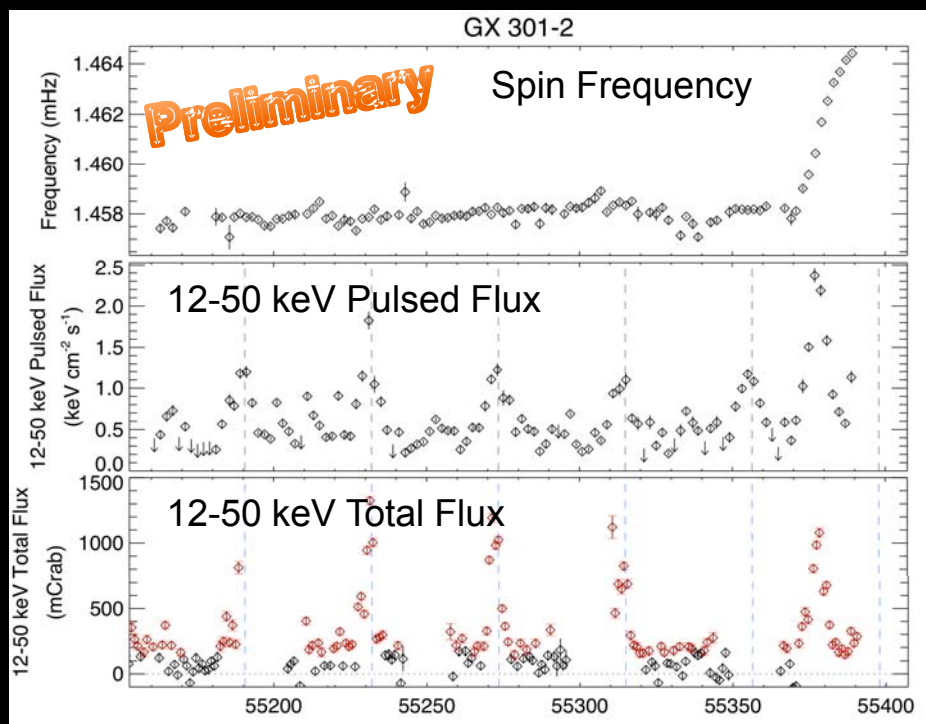 GX 301-2
Preliminary
Spin Frequency
Frequency (mHz)
1.464
1.462
1.460
1.458
12-50 keV Pulsed Flux
12-50 keV Pulsed Flux
(keV cm⁻² s⁻¹)
2.5
2.0
1.5
1.0
0.5
0.0
12-50 keV Total Flux
12-50 keV Total Flux
(mCrab)
1500
1000
500
0
55200 55250 55300 55350 55400